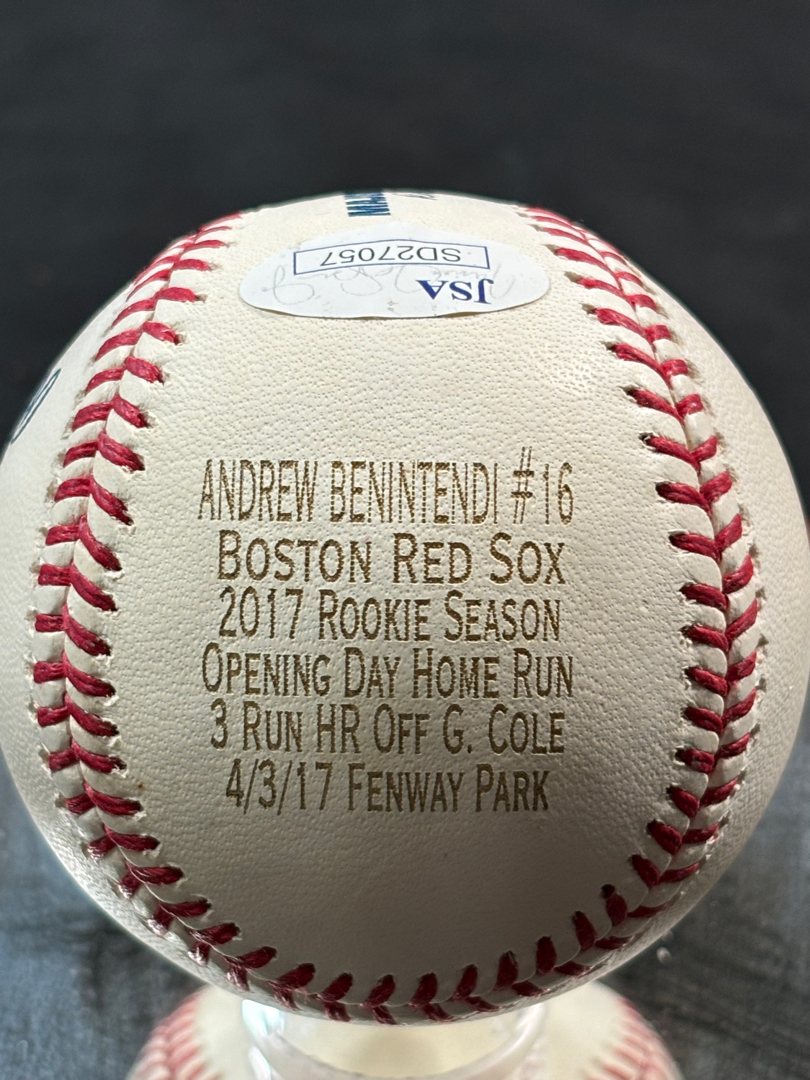 SD27057
JSA
ANDREW BENINTENDI #16
BOSTON RED SOX
2017 ROOKIE SEASON
OPENING DAY HOME RUN
3 RUN HR OFF G. COLE
4/3/17 FENWAY PARK